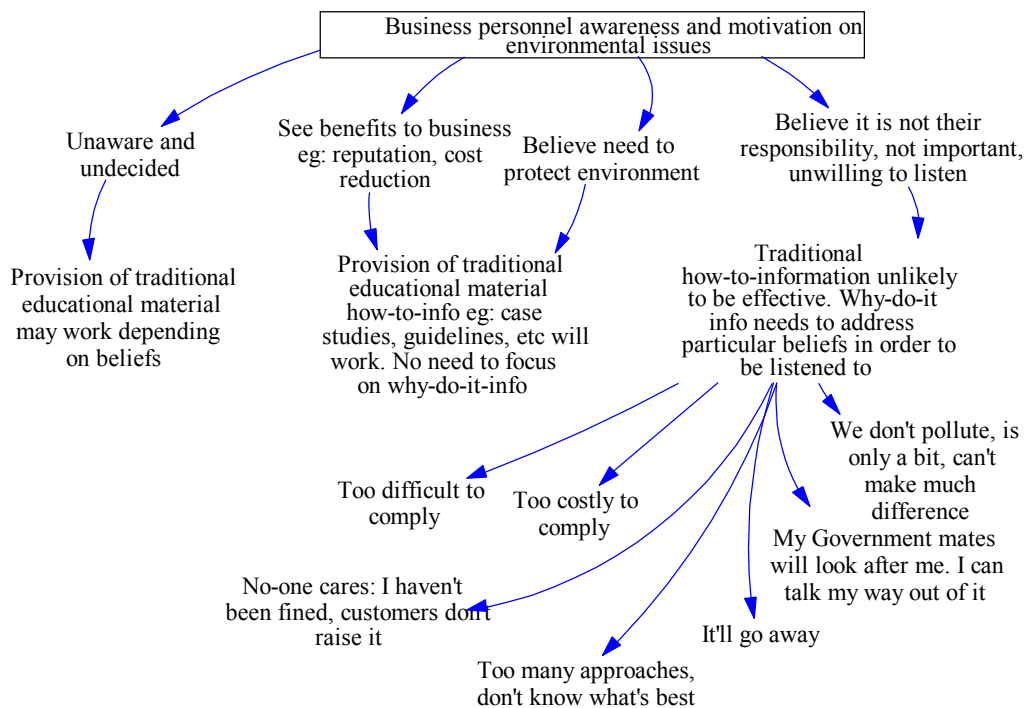 Business personnel awareness and motivation on
environmental issues
Unaware and
undecided
See benefits to business
eg: reputation, cost
reduction
Believe need to
protect environment
Believe it is not their
responsibility, not important,
unwilling to listen
Provision of traditional
educational material
may work depending
on beliefs
Provision of traditional
educational material
how-to-info eg: case
studies, guidelines, etc will
work. No need to focus
on why-do-it-info
Traditional
how-to-information unlikely
to be effective. Why-do-it
info needs to address
particular beliefs in order to
be listened to
Too difficult to
comply
Too costly to
comply
We don't pollute, is
only a bit, can't
make much
difference
My Government mates
will look after me. I can
talk my way out of it
No-one cares: I haven't
been fined, customers don't
raise it
It'll go away
Too many approaches,
don't know what's best